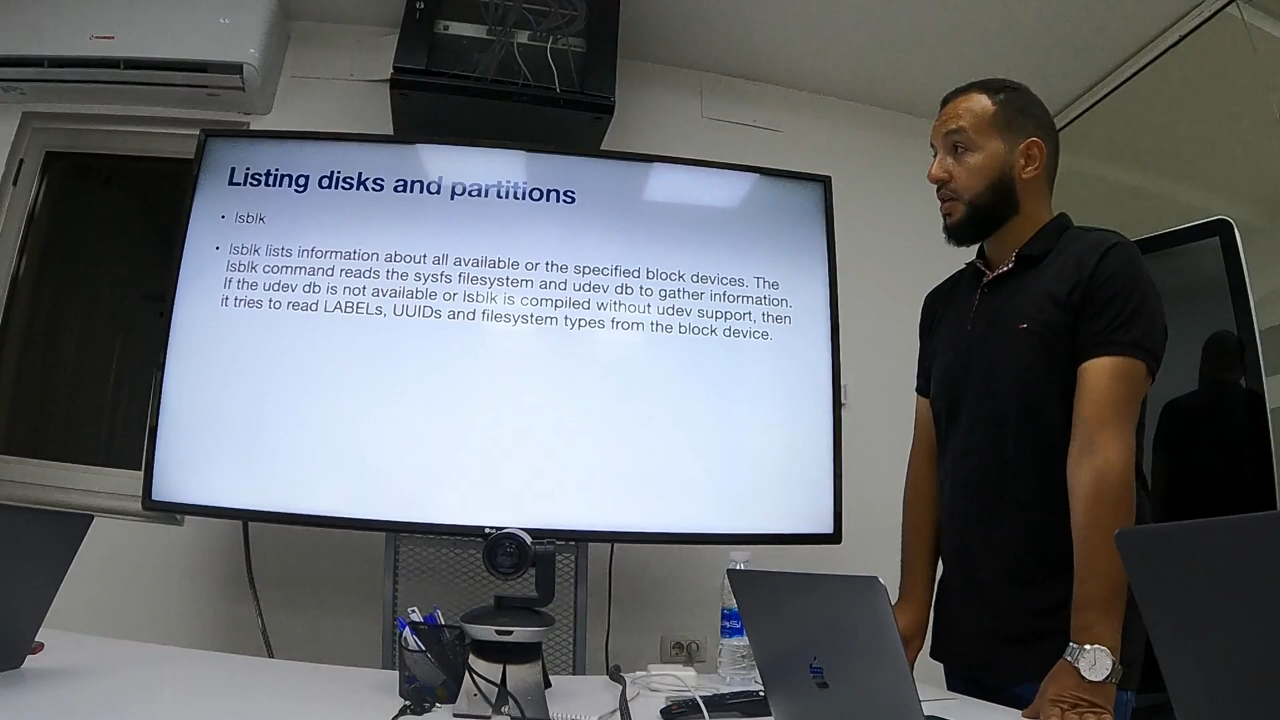 Listing disks and partitions
• lsblk
• lsblk lists information about all available or the specified block devices. The
lsblk command reads the sysfs filesystem and udev db to gather information.
If the udev db is not available or lsblk is compiled without udev support, then
it tries to read LABELs, UUIDs and filesystem types from the block device.
LG